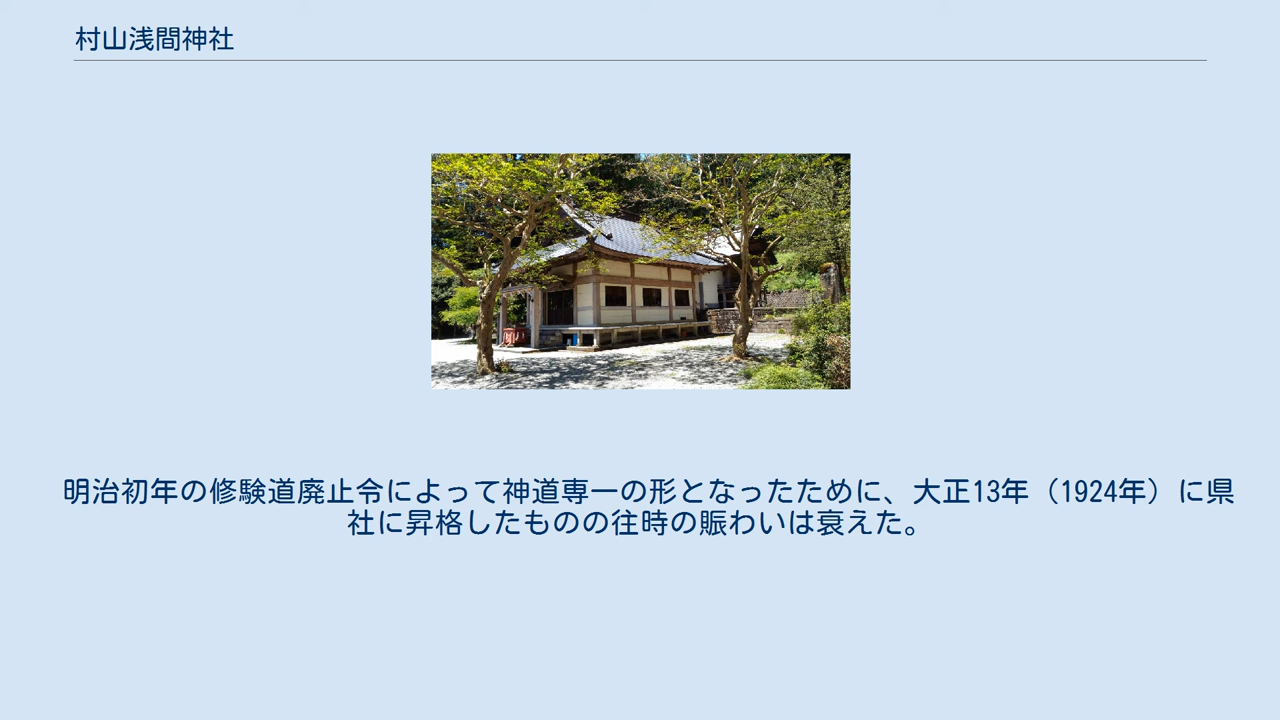 村山浅間神社
明治初年の修験道廃止令によって神道専一の形となったために、大正13年（1924年）に県
社に昇格したものの往時の賑わいは衰えた。